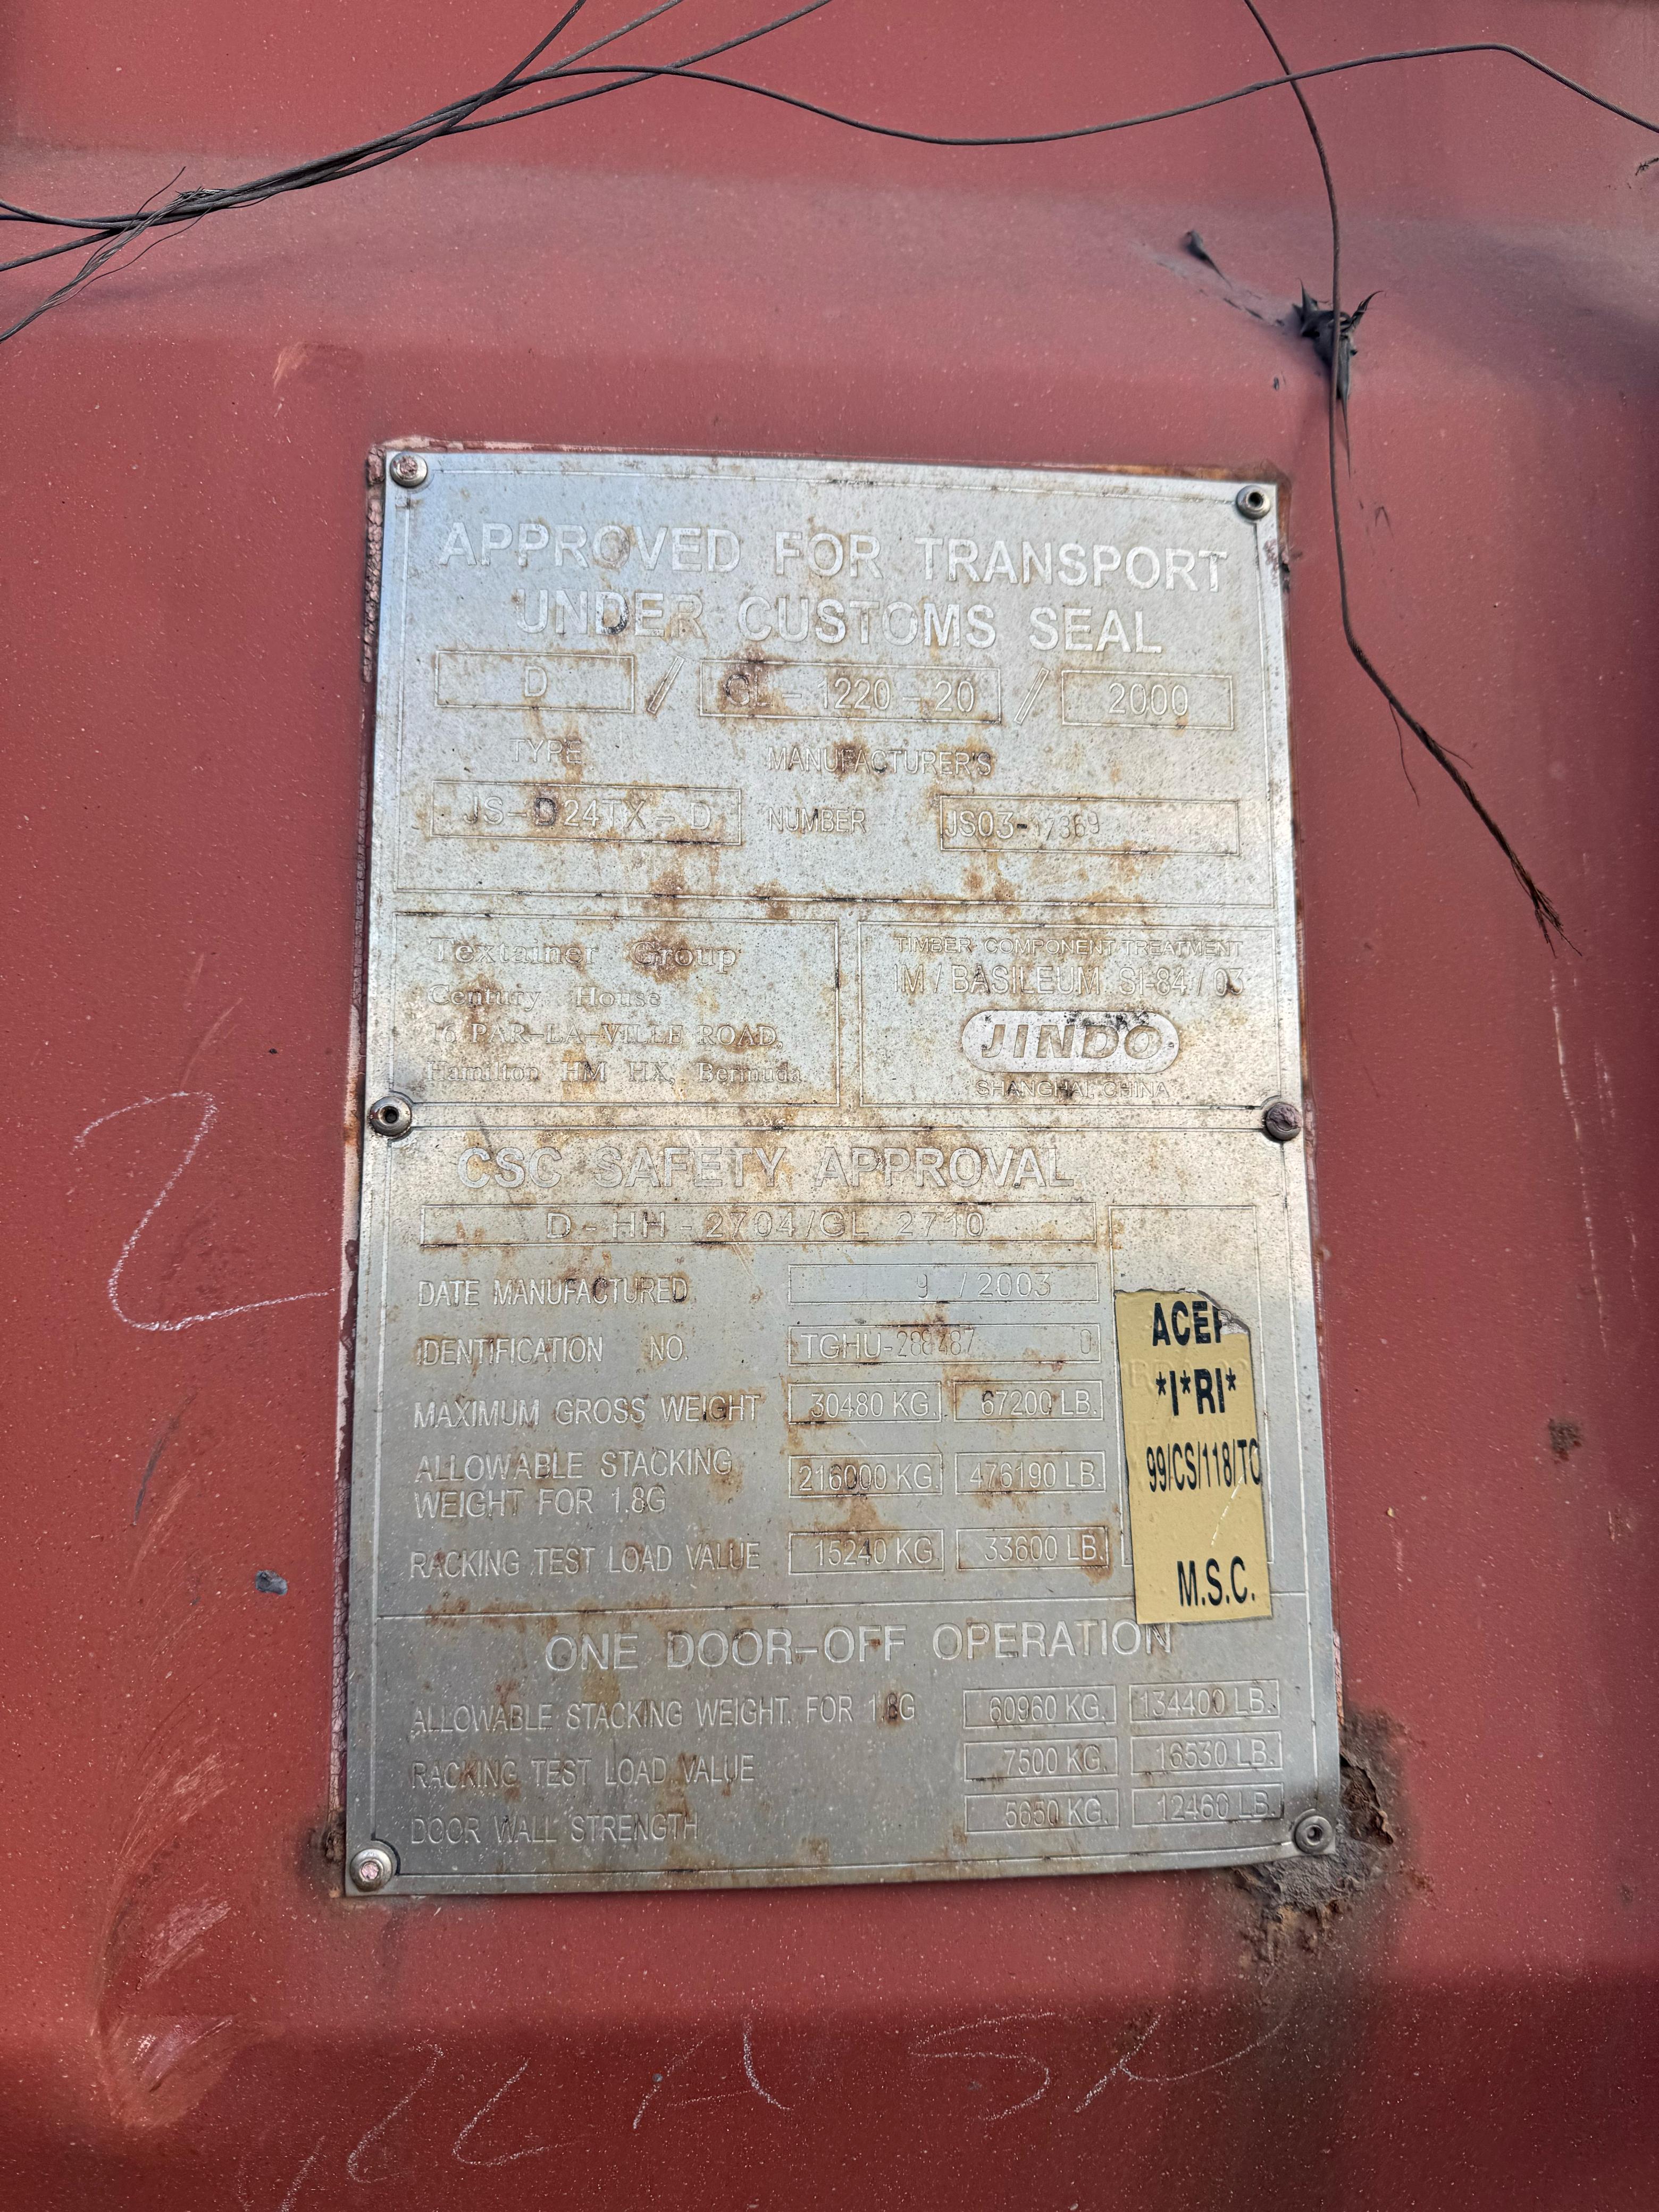 APPROVED FOR TRANSPORT
UNDER CUSTOMS SEAL
D / GL - 1220 - 20 / 2000
TYPE MANUFACTURER'S
JS-D24TX-D NUMBER JS03-17369
Textainer Group
Century House
16 PAR-LA-VILLE ROAD,
Hamilton HM HX, Bermuda
TIMBER COMPONENT TREATMENT
IM / BASILEUM SI-84 / 03
JINDO
SHANGHAI, CHINA
CSC SAFETY APPROVAL
D - HH - 2704/GL 2710
DATE MANUFACTURED 9 / 2003
IDENTIFICATION NO. 0
MAXIMUM GROSS WEIGHT 30480 KG. 67200 LB.
ALLOWABLE STACKING
WEIGHT FOR 1.8G 216000 KG. 476190 LB.
RACKING TEST LOAD VALUE 15240 KG. 33600 LB.
ACEP
*I*RI*
99/CS/118/TO
M.S.C.
ONE DOOR-OFF OPERATION
ALLOWABLE STACKING WEIGHT FOR 1.8G 60960 KG. 134400 LB.
RACKING TEST LOAD VALUE 7500 KG. 16530 LB.
DOOR WALL STRENGTH 5650 KG. 12460 LB.